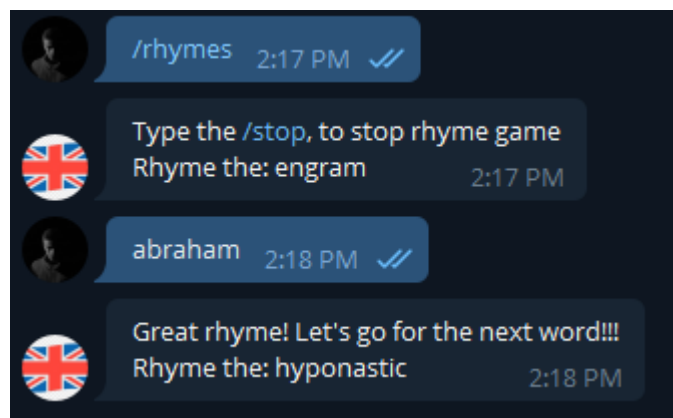 /rhymes 2:17 PM
Type the /stop, to stop rhyme game
Rhyme the: engram 2:17 PM
abraham 2:18 PM
Great rhyme! Let's go for the next word!!!
Rhyme the: hyponastic 2:18 PM